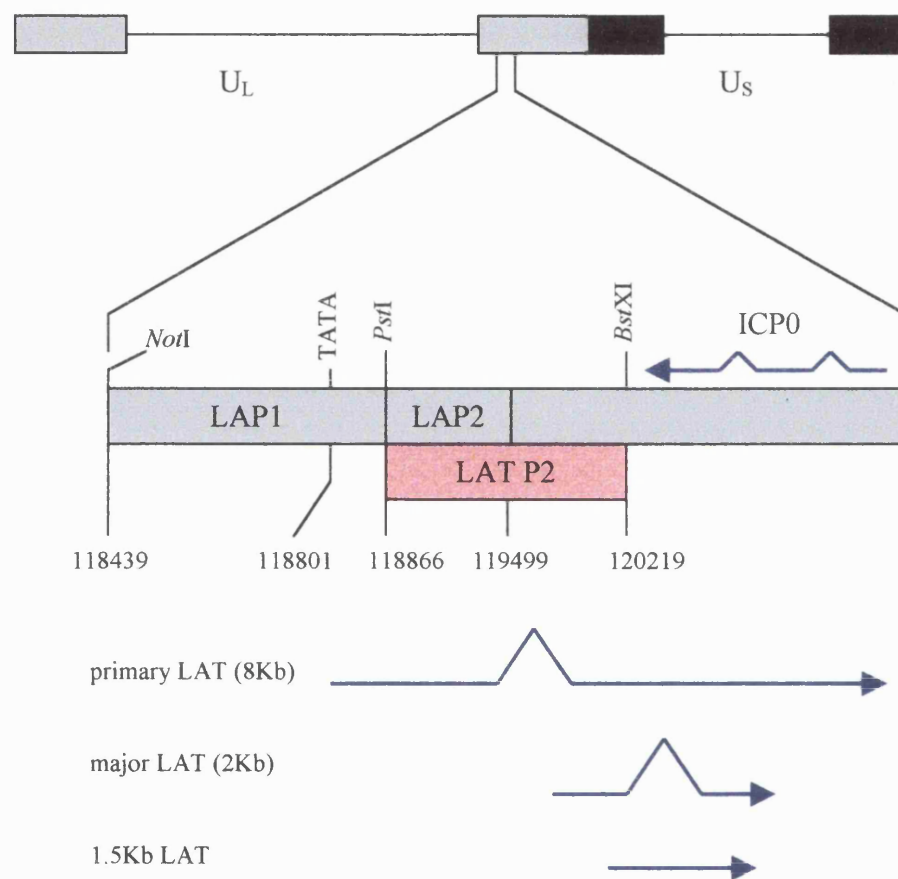 UL US
NotI TATA PstI BstXI ICP0
LAP1 LAP2
LAT P2
118439 118801 118866 119499 120219
primary LAT (8Kb)
major LAT (2Kb)
1.5Kb LAT